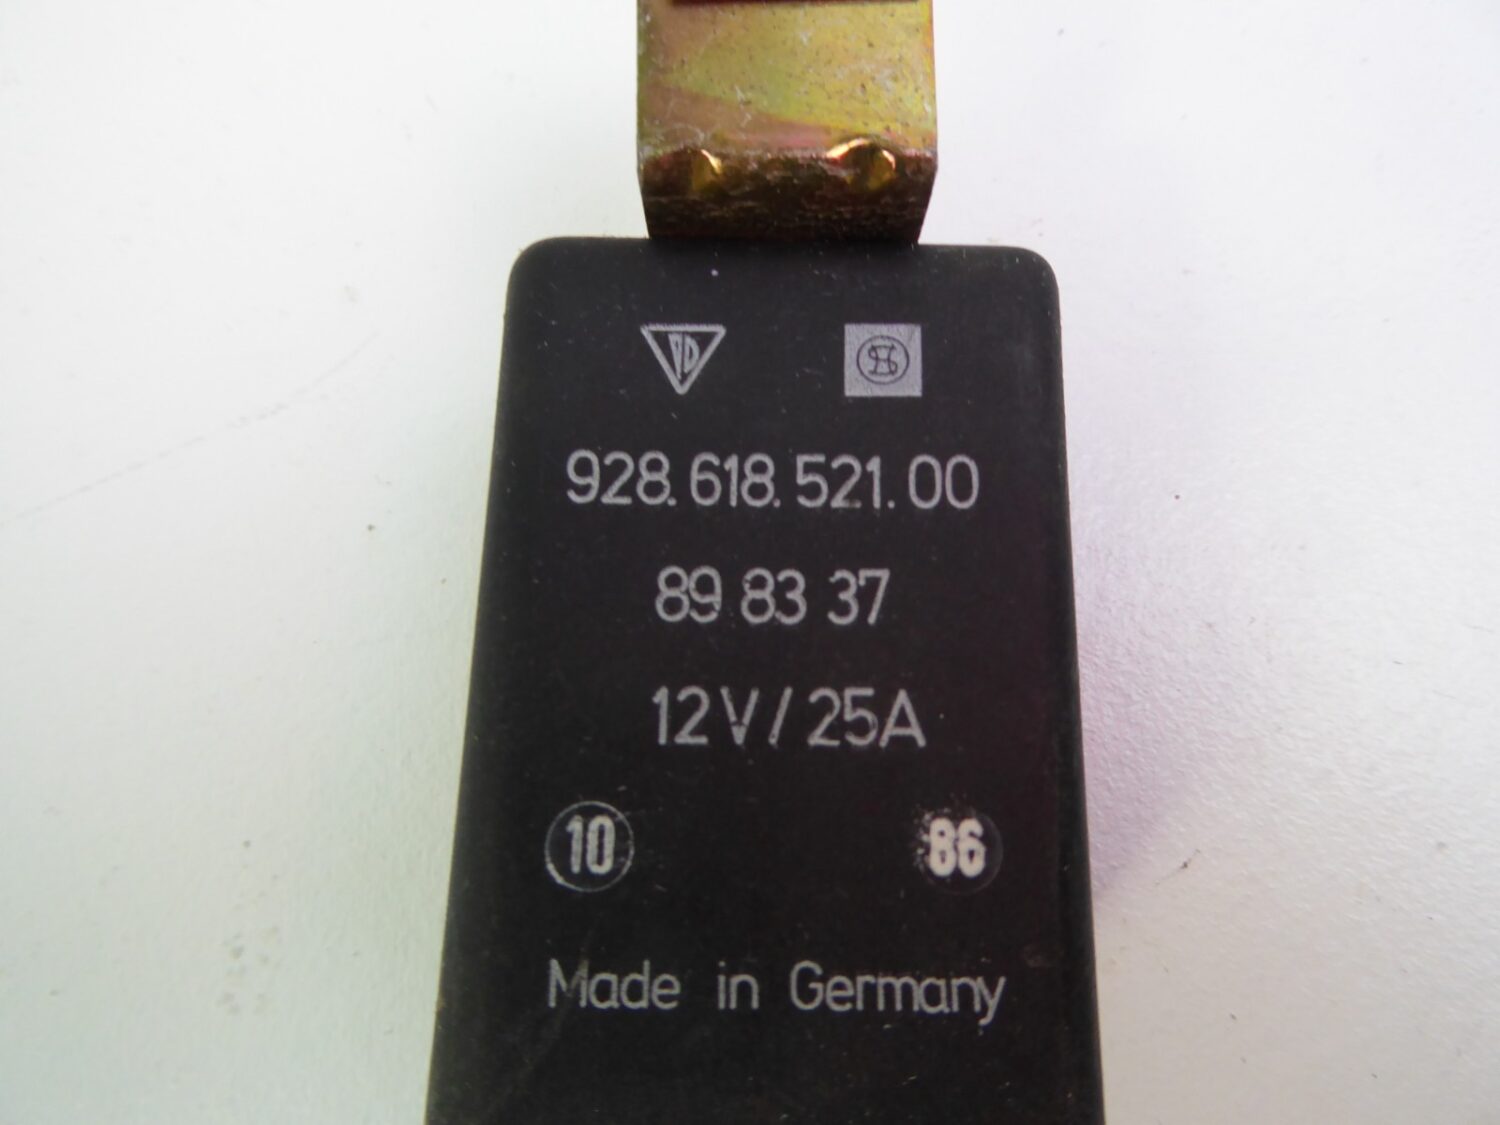 928.618.521.00
89 83 37
12V/25A
10 86
Made in Germany